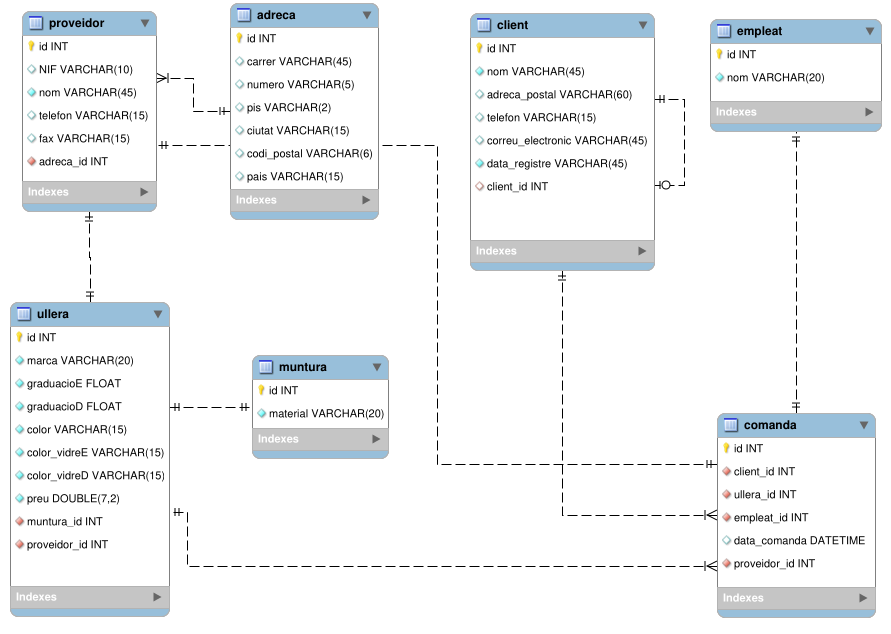 proveidor
id INT
NIF VARCHAR(10)
nom VARCHAR(45)
telefon VARCHAR(15)
fax VARCHAR(15)
adreca_id INT
Indexes
adreca
id INT
carrer VARCHAR(45)
numero VARCHAR(5)
pis VARCHAR(2)
ciutat VARCHAR(15)
codi_postal VARCHAR(6)
pais VARCHAR(15)
Indexes
client
id INT
nom VARCHAR(45)
adreca_postal VARCHAR(60)
telefon VARCHAR(15)
correu_electronic VARCHAR(45)
data_registre VARCHAR(45)
client_id INT
Indexes
empleat
id INT
nom VARCHAR(20)
Indexes
ullera
id INT
marca VARCHAR(20)
graduacioE FLOAT
graduacioD FLOAT
color VARCHAR(15)
color_vidreE VARCHAR(15)
color_vidreD VARCHAR(15)
preu DOUBLE(7,2)
muntura_id INT
proveidor_id INT
Indexes
muntura
id INT
material VARCHAR(20)
Indexes
comanda
id INT
client_id INT
ullera_id INT
empleat_id INT
data_comanda DATETIME
proveidor_id INT
Indexes